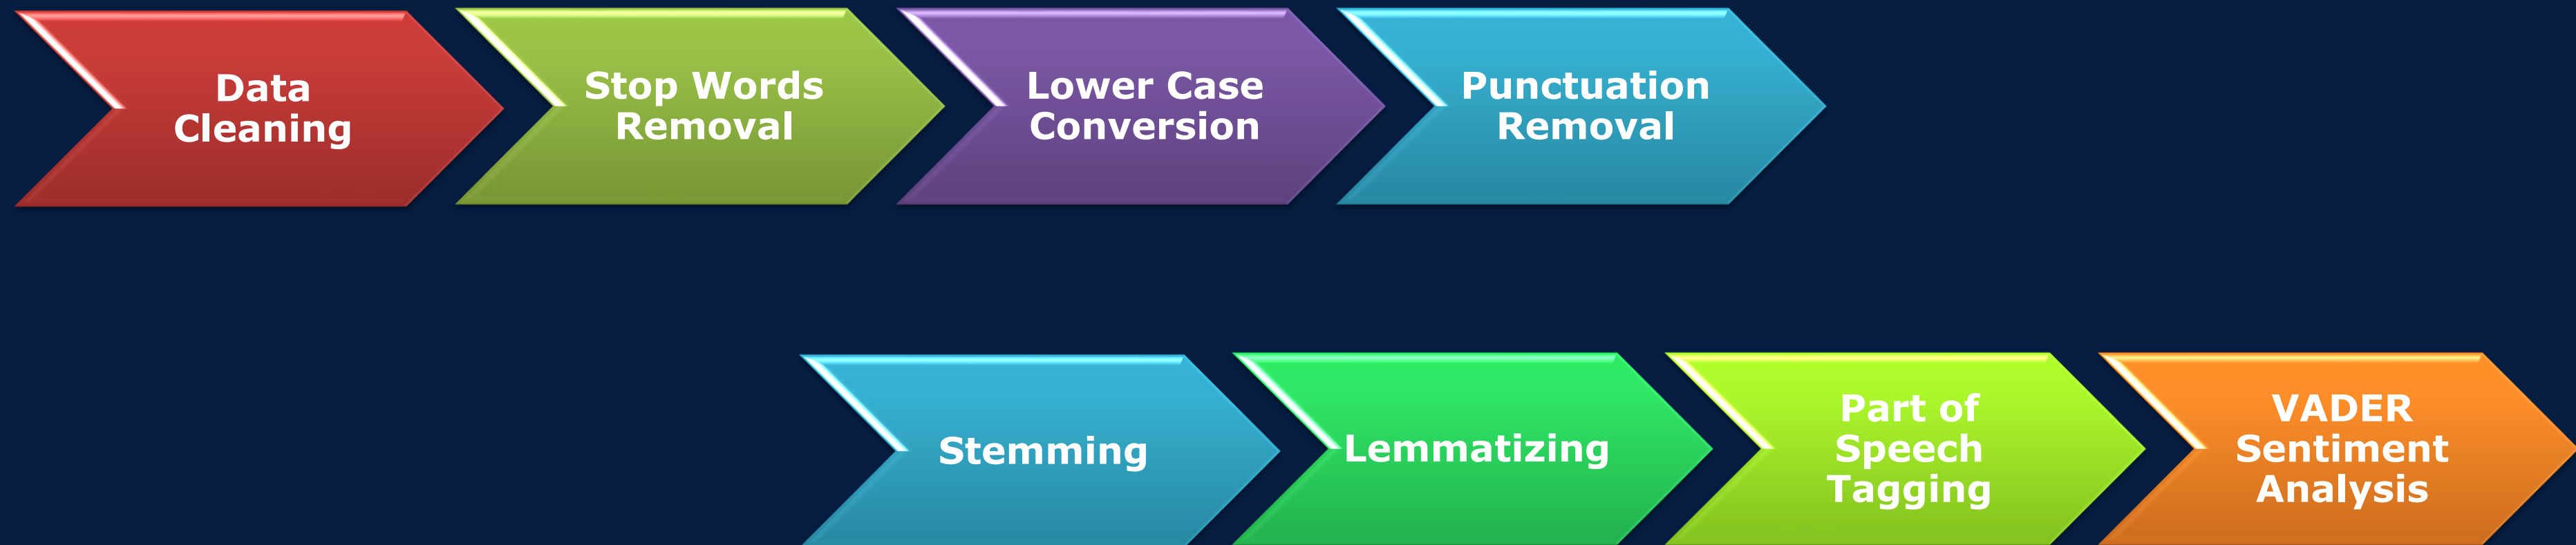 Data
Cleaning
Stop Words
Removal
Lower Case
Conversion
Punctuation
Removal
Stemming
Lemmatizing
Part of
Speech
Tagging
VADER
Sentiment
Analysis